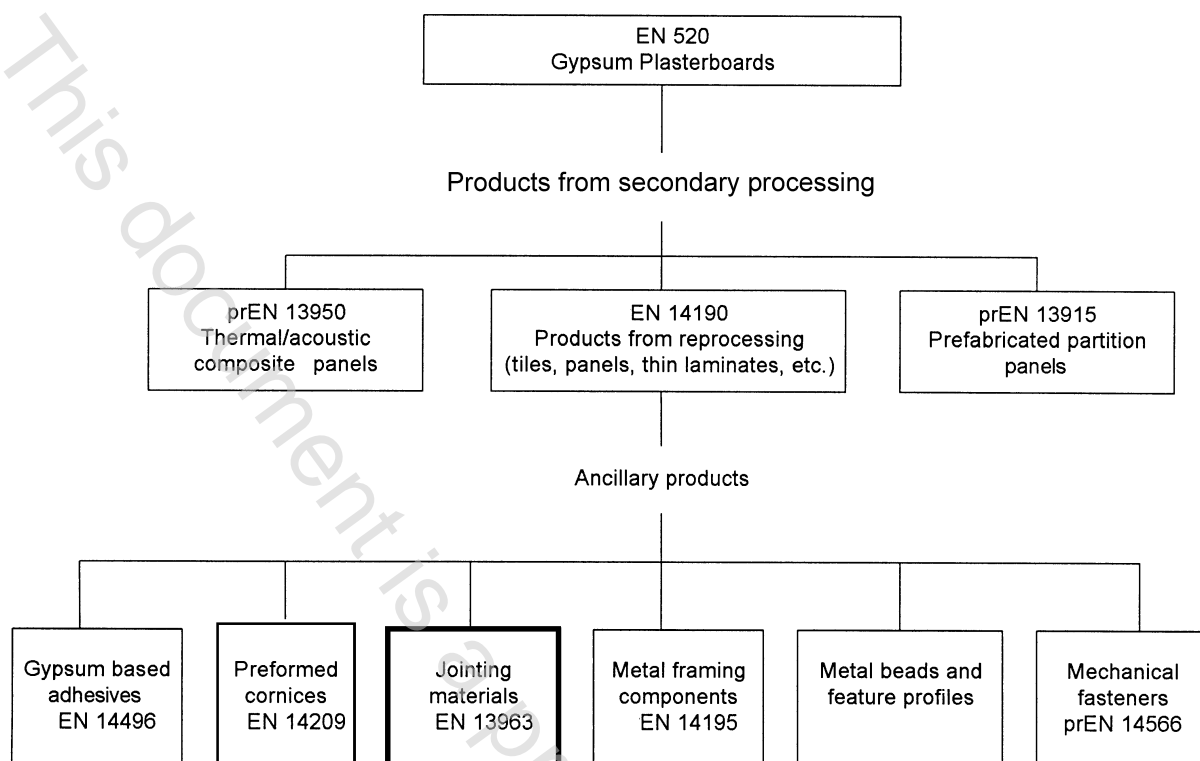 EN 520
Gypsum Plasterboards
Products from secondary processing
prEN 13950
Thermal/acoustic
composite panels
EN 14190
Products from reprocessing
(tiles, panels, thin laminates, etc.)
prEN 13915
Prefabricated partition
panels
Ancillary products
Gypsum based
adhesives
EN 14496
Preformed
cornices
EN 14209
Jointing
materials
EN 13963
Metal framing
components
EN 14195
Metal beads and
feature profiles
Mechanical
fasteners
prEN 14566
This document is a